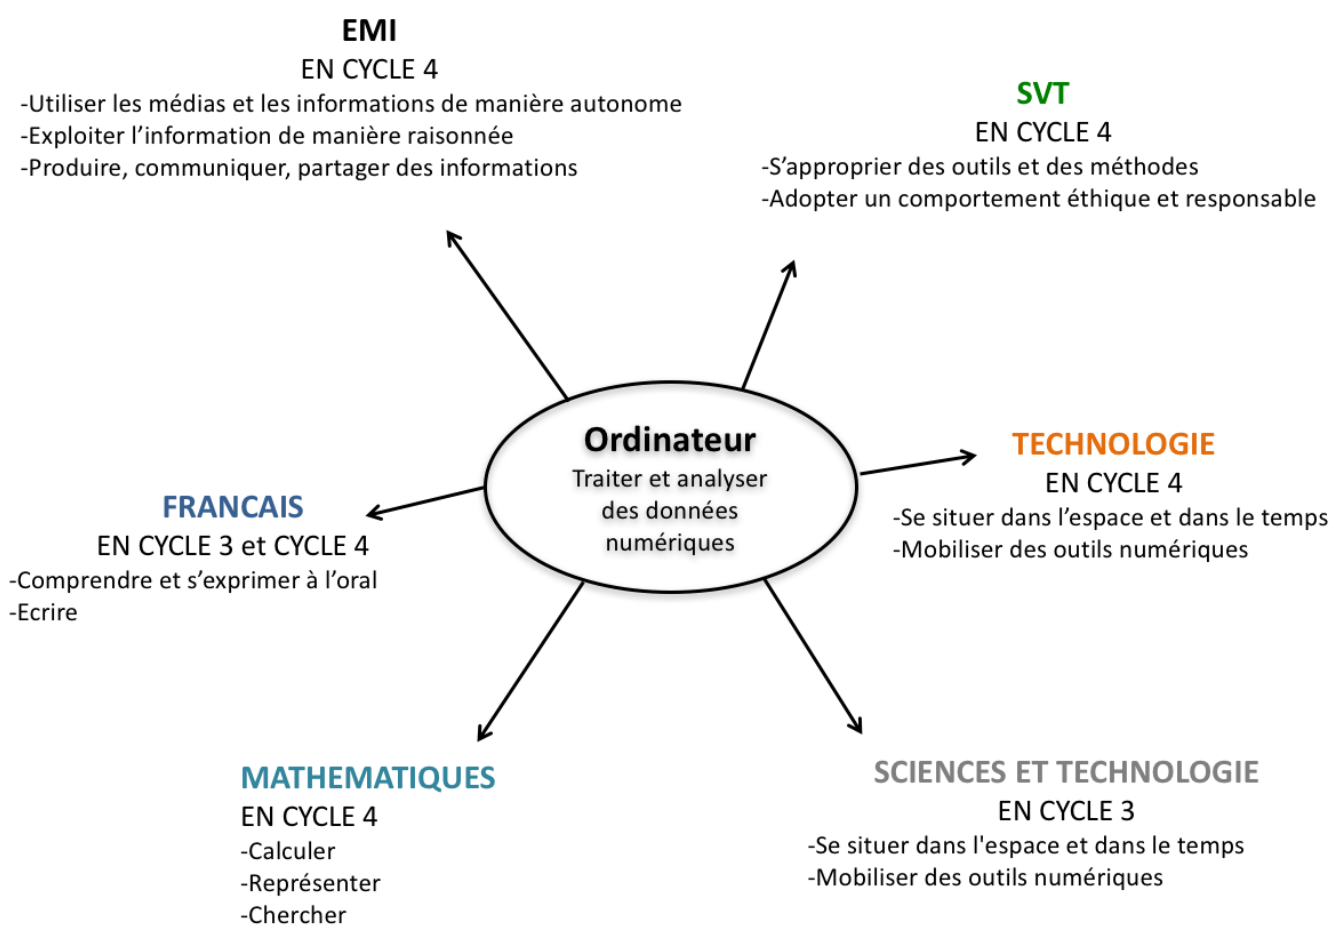 EMI
EN CYCLE 4
-Utiliser les médias et les informations de manière autonome
-Exploiter l’information de manière raisonnée
-Produire, communiquer, partager des informations
SVT
EN CYCLE 4
-S’approprier des outils et des méthodes
-Adopter un comportement éthique et responsable
Ordinateur
Traiter et analyser
des données
numériques
TECHNOLOGIE
EN CYCLE 4
-Se situer dans l’espace et dans le temps
-Mobiliser des outils numériques
FRANCAIS
EN CYCLE 3 et CYCLE 4
-Comprendre et s’exprimer à l’oral
-Ecrire
MATHEMATIQUES
EN CYCLE 4
-Calculer
-Représenter
-Chercher
SCIENCES ET TECHNOLOGIE
EN CYCLE 3
-Se situer dans l'espace et dans le temps
-Mobiliser des outils numériques